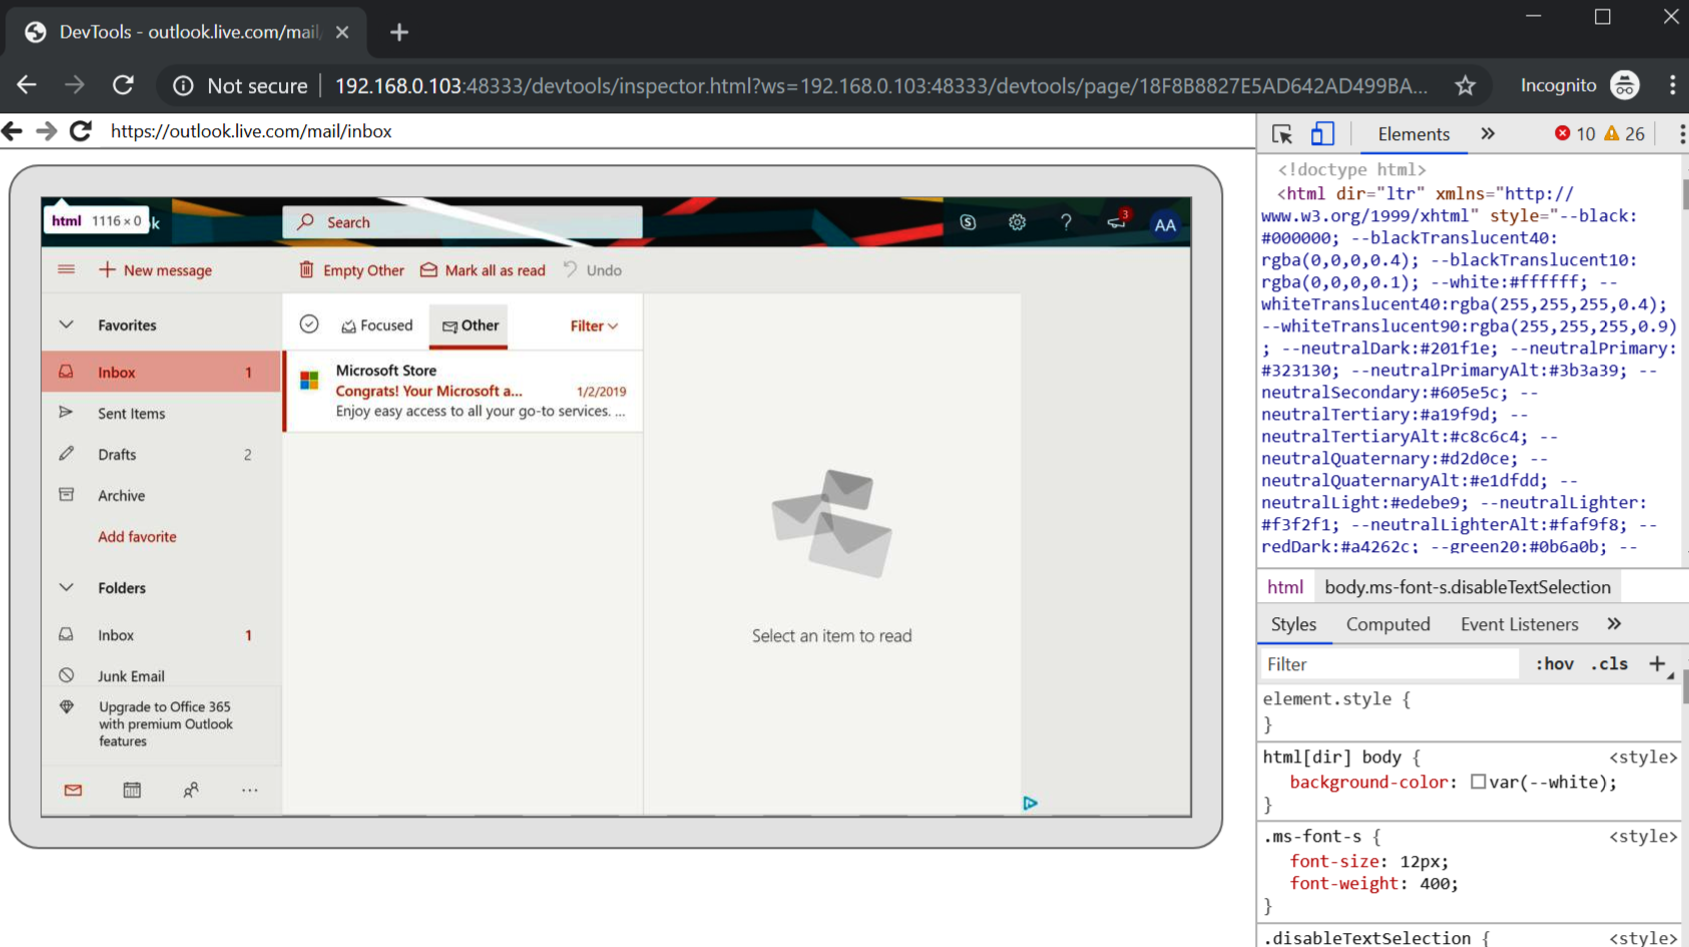 DevTools - outlook.live.com/mail/
Not secure
192.168.0.103:48333/devtools/inspector.html?ws=192.168.0.103:48333/devtools/page/18F8B8827E5AD642AD499BA...
Incognito
https://outlook.live.com/mail/inbox
html 1116 × 0
k
Search
3
AA
New message
Empty Other
Mark all as read
Undo
Favorites
Inbox 1
Sent Items
Drafts 2
Archive
Add favorite
Folders
Inbox 1
Junk Email
Upgrade to Office 365
with premium Outlook
features
...
Focused
Other
Filter
Microsoft Store
Congrats! Your Microsoft a... 1/2/2019
Enjoy easy access to all your go-to services. ...
Select an item to read
Elements » 10 26
<!doctype html>
<html dir="ltr" xmlns="http://
www.w3.org/1999/xhtml" style="--black:
#000000; --blackTranslucent40:
rgba(0,0,0,0.4); --blackTranslucent10:
rgba(0,0,0,0.1); --white:#ffffff; --
whiteTranslucent40:rgba(255,255,255,0.4);
--whiteTranslucent90:rgba(255,255,255,0.9)
; --neutralDark:#201f1e; --neutralPrimary:
#323130; --neutralPrimaryAlt:#3b3a39; --
neutralSecondary:#605e5c; --
neutralTertiary:#a19f9d; --
neutralTertiaryAlt:#c8c6c4; --
neutralQuaternary:#d2d0ce; --
neutralQuaternaryAlt:#e1dfdd; --
neutralLight:#edebe9; --neutralLighter:
#f3f2f1; --neutralLighterAlt:#faf9f8; --
redDark:#a4262c; --green20:#0b6a0b; --
html body.ms-font-s.disableTextSelection
Styles Computed Event Listeners »
Filter :hov .cls +
element.style {
}
html[dir] body { <style>
background-color: var(--white);
}
.ms-font-s { <style>
font-size: 12px;
font-weight: 400;
}
.disableTextSelection { <style>